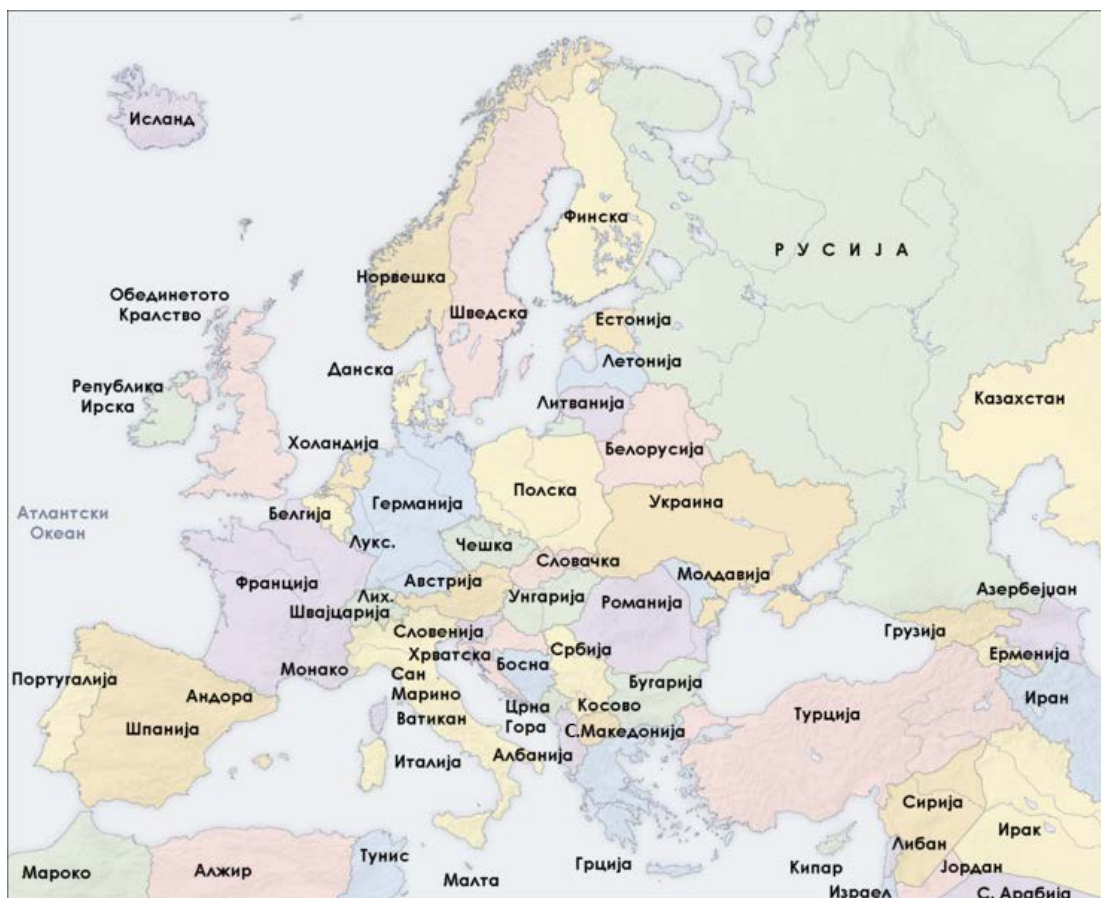 Исланд
Финска
РУСИЈА
Норвешка
Обединетото
Кралство
Шведска
Естонија
Летонија
Данска
Република
Ирска
Литванија
Казахстан
Холандија
Белорусија
Полска
Германија
Украина
Атлантски
Океан
Белгија
Лукс.
Чешка
Словачка
Молдавија
Франција
Австрија
Лих.
Унгарија
Романија
Азербејџан
Швајцарија
Словенија
Грузија
Хрватска
Србија
Ерменија
Монако
Босна
Сан
Марино
Португалија
Андора
Бугарија
Иран
Косово
Црна
Гора
Турција
Ватикан
Шпанија
С.Македонија
Албанија
Италија
Сирија
Ирак
Либан
Тунис
Грција
Кипар
Јордан
Мароко
Алжир
Малта
Израел
С. Арабија